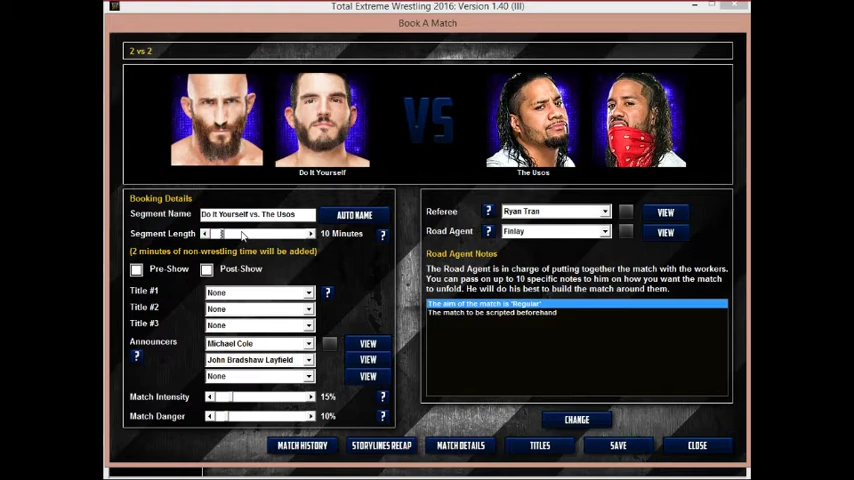 Total Extreme Wrestling 2016: Version 1.40 (III)
Book A Match
2 vs 2
VS
Do It Yourself
The Usos
Booking Details
Segment Name Do It Yourself vs. The Usos AUTO NAME
Segment Length 10 Minutes ?
(2 minutes of non-wrestling time will be added)
Pre-Show Post-Show
Title #1 None ?
Title #2 None
Title #3 None
Announcers Michael Cole VIEW
? John Bradshaw Layfield VIEW
None VIEW
Match Intensity 15% ?
Match Danger 10% ?
Referee ? Ryan Tran VIEW
Road Agent ? Finlay VIEW
Road Agent Notes
The Road Agent is in charge of putting together the match with the workers.
You can pass on up to 10 specific notes to him on how you want the match
to unfold. He will do his best to build the match around them.
The aim of the match is 'Regular'
The match to be scripted beforehand
CHANGE
MATCH HISTORY STORYLINES RECAP MATCH DETAILS TITLES SAVE CLOSE